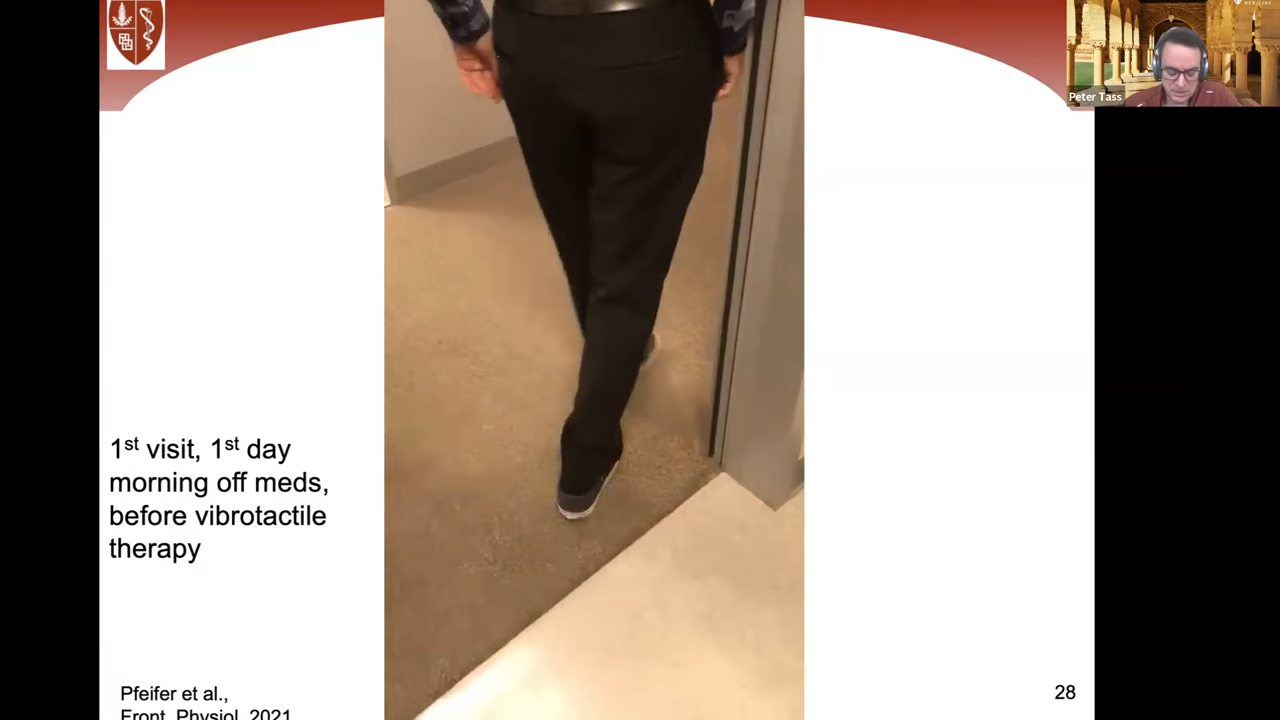 Peter Tass
1st visit, 1st day
morning off meds,
before vibrotactile
therapy
Pfeifer et al.,
Front. Physiol. 2021
28